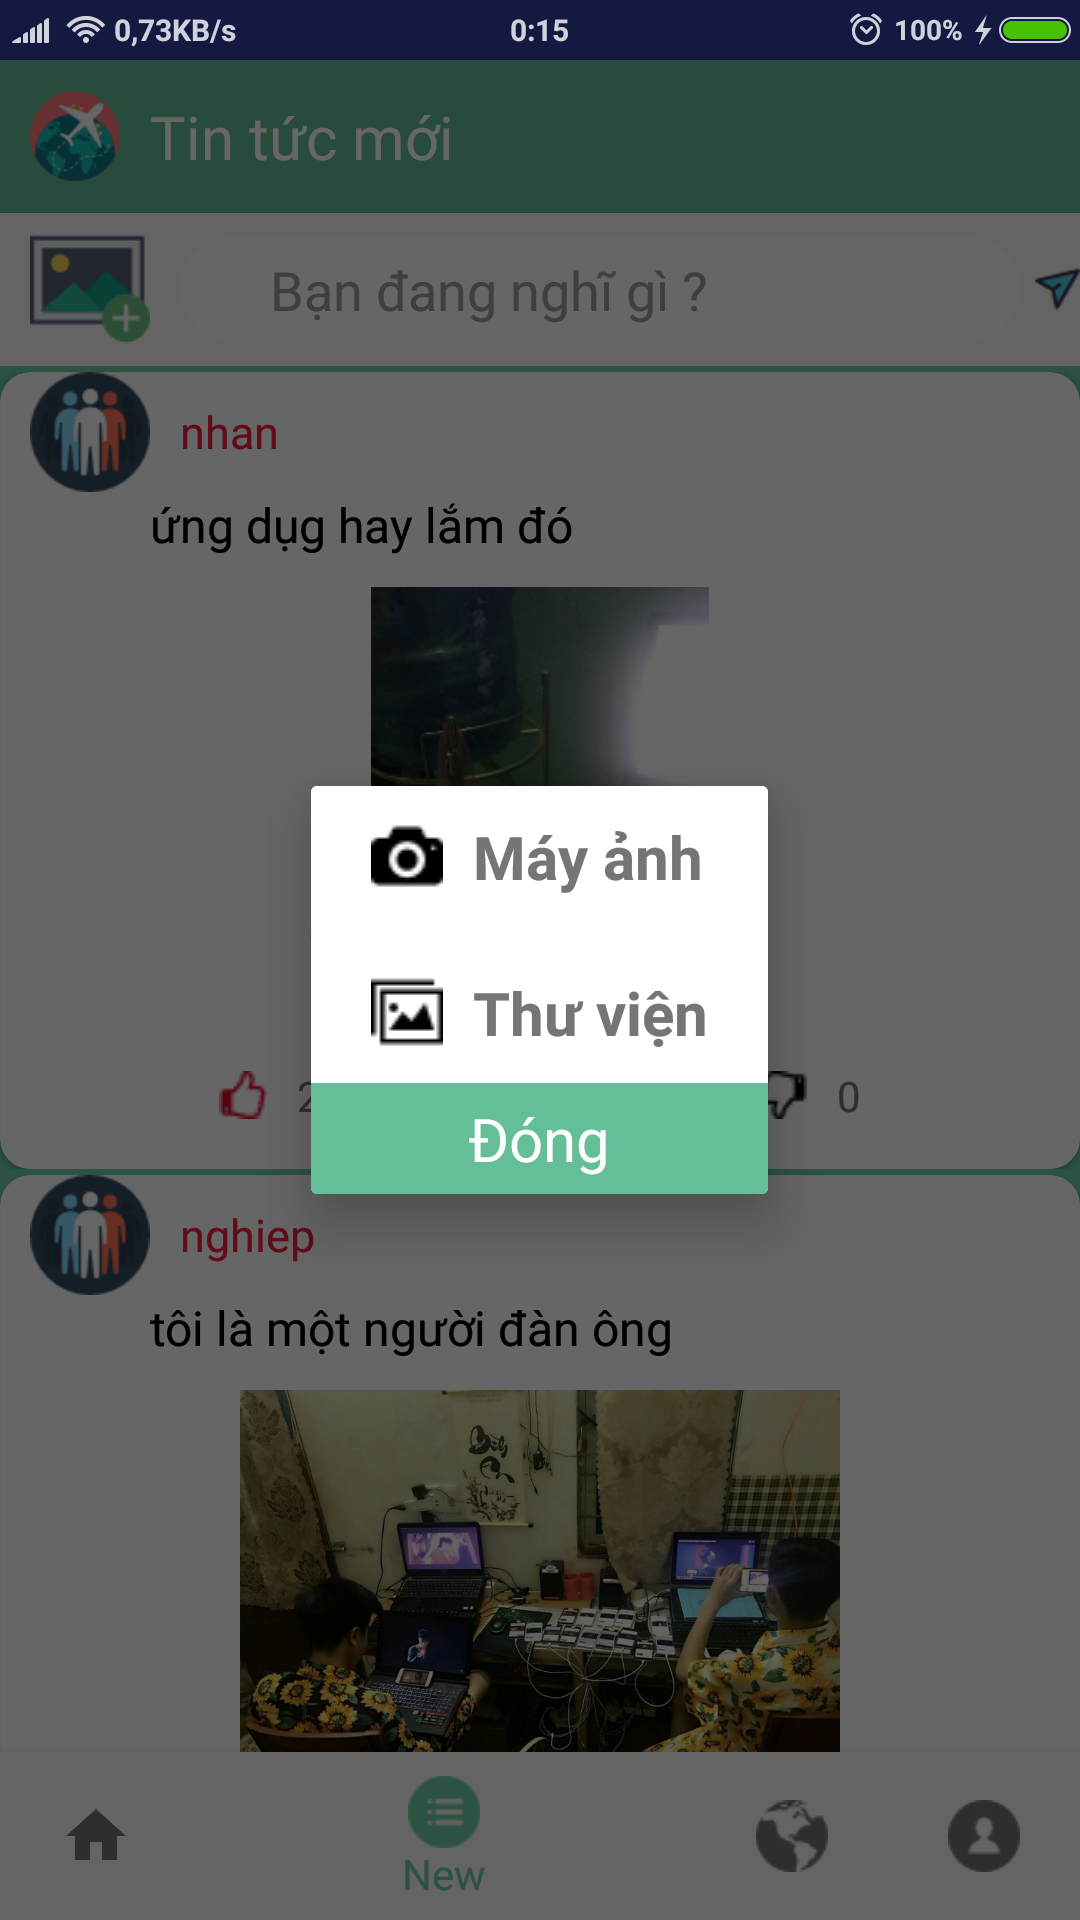 0,73KB/s 0:15 100%
Tin tức mới
Bạn đang nghĩ gì ?
nhan
ứng dụg hay lắm đó
Máy ảnh
Thư viện
2 0
Đóng
nghiep
tôi là một người đàn ông
New